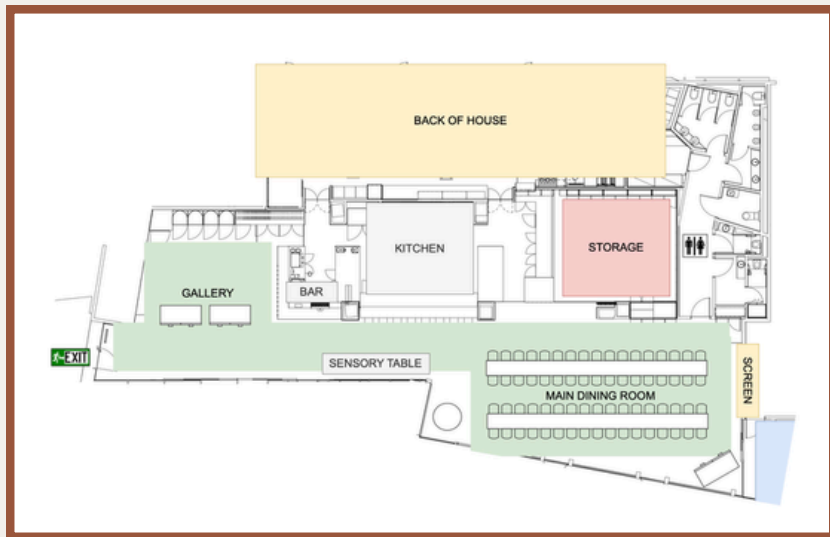 BACK OF HOUSE
KITCHEN
STORAGE
GALLERY
BAR
EXIT
SENSORY TABLE
MAIN DINING ROOM
SCREEN